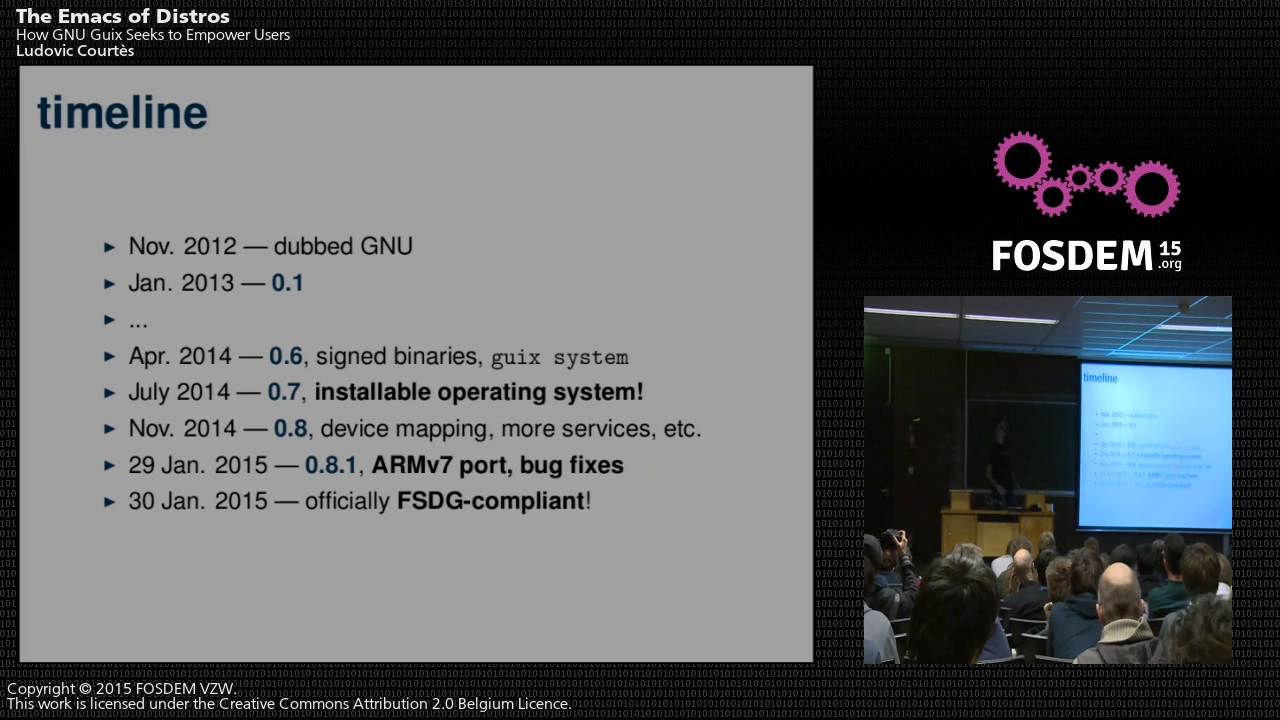 The Emacs of Distros
How GNU Guix Seeks to Empower Users
Ludovic Courtès
timeline
► Nov. 2012 — dubbed GNU
► Jan. 2013 — 0.1
► ...
► Apr. 2014 — 0.6, signed binaries, guix system
► July 2014 — 0.7, installable operating system!
► Nov. 2014 — 0.8, device mapping, more services, etc.
► 29 Jan. 2015 — 0.8.1, ARMv7 port, bug fixes
► 30 Jan. 2015 — officially FSDG-compliant!
FOSDEM 15
.org
timeline
Copyright © 2015 FOSDEM VZW.
This work is licensed under the Creative Commons Attribution 2.0 Belgium Licence.